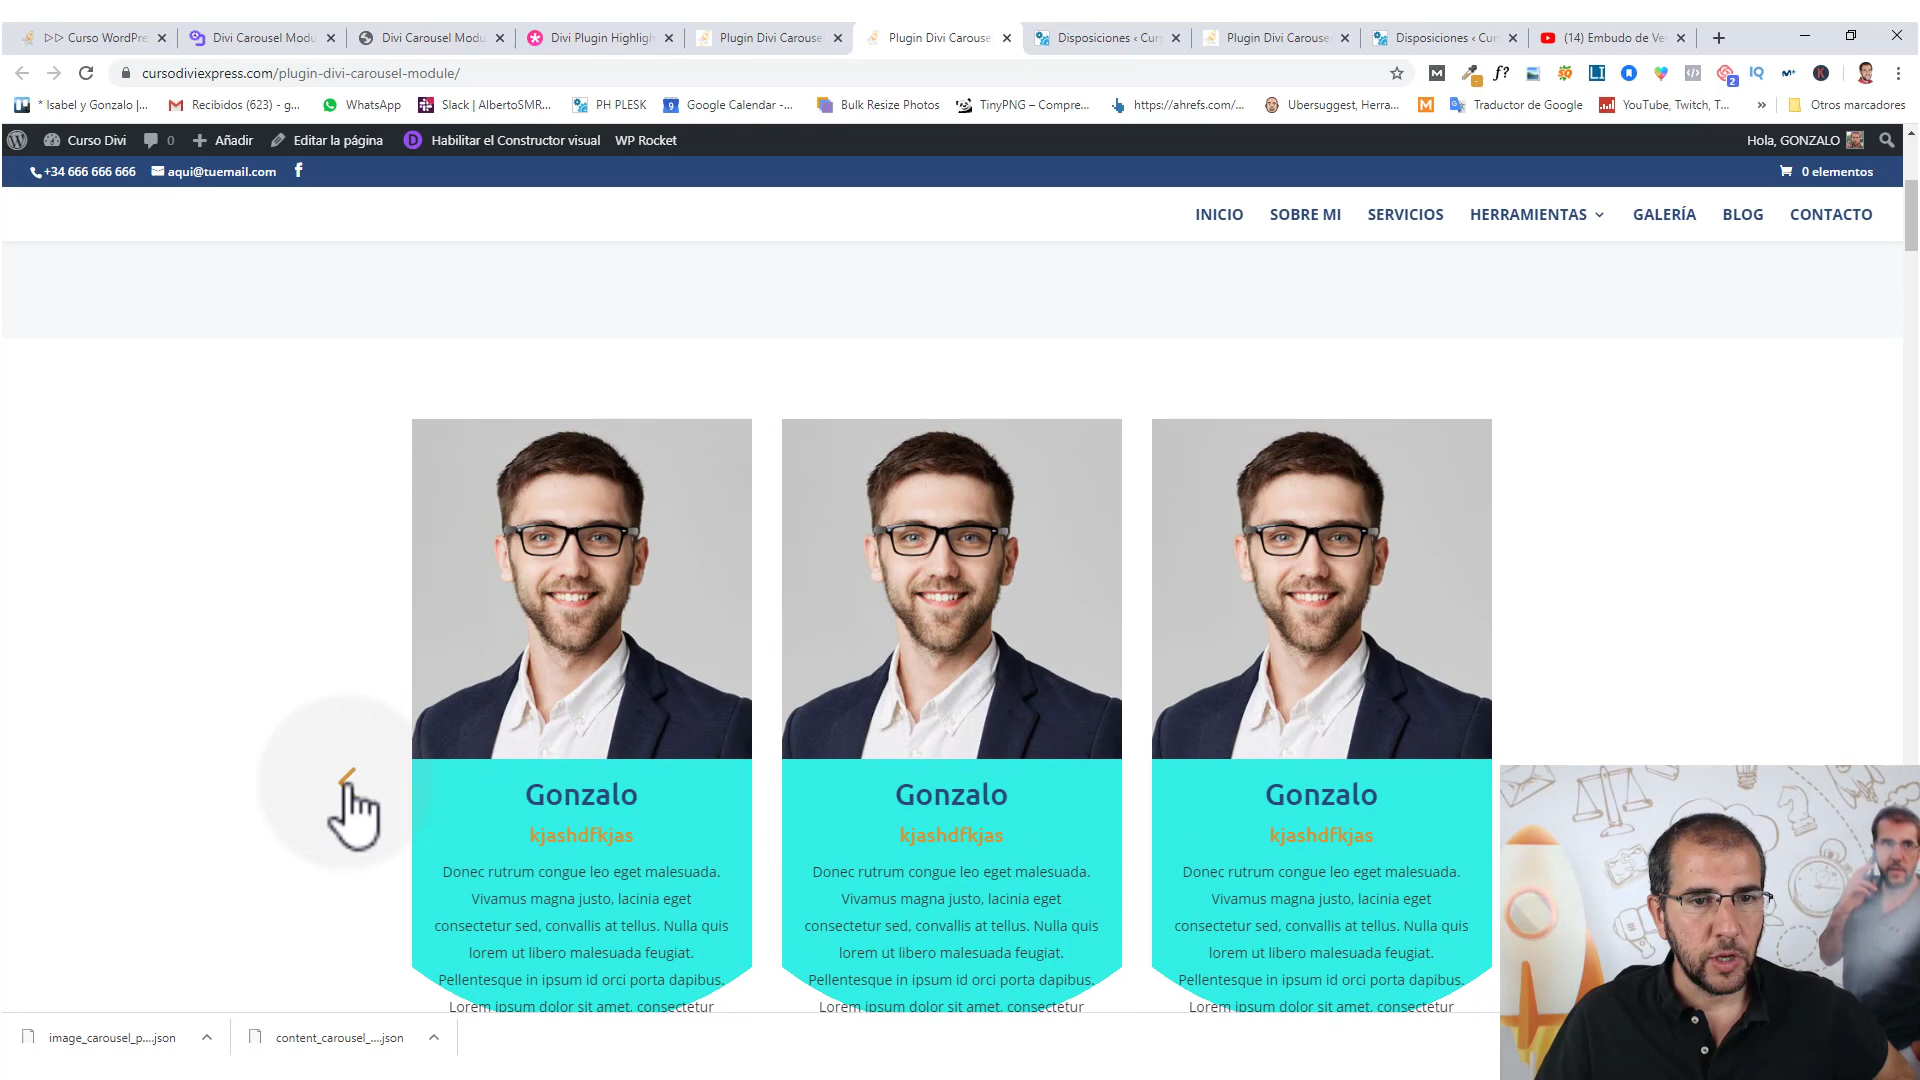 ▷▷ Curso WordPre
Divi Carousel Modu
Divi Carousel Modu
Divi Plugin Highligh
Plugin Divi Carouse
Plugin Divi Carouse
Disposiciones ‹ Cur
Plugin Divi Carouse
Disposiciones ‹ Cur
(14) Embudo de Ve
cursodiviexpress.com/plugin-divi-carousel-module/
* Isabel y Gonzalo |...
Recibidos (623) - g...
WhatsApp
Slack | AlbertoSMR...
PH PLESK
Google Calendar -...
Bulk Resize Photos
TinyPNG – Compre...
https://ahrefs.com/...
Ubersuggest, Herra...
Traductor de Google
YouTube, Twitch, T...
»
Otros marcadores
Curso Divi
0
Añadir
Editar la página
Habilitar el Constructor visual
WP Rocket
Hola, GONZALO
+34 666 666 666
aqui@tuemail.com
0 elementos
INICIO
SOBRE MI
SERVICIOS
HERRAMIENTAS
GALERÍA
BLOG
CONTACTO
Gonzalo
kjashdfkjas
Donec rutrum congue leo eget malesuada.
Vivamus magna justo, lacinia eget
consectetur sed, convallis at tellus. Nulla quis
lorem ut libero malesuada feugiat.
Pellentesque in ipsum id orci porta dapibus.
Lorem ipsum dolor sit amet, consectetur
Gonzalo
kjashdfkjas
Donec rutrum congue leo eget malesuada.
Vivamus magna justo, lacinia eget
consectetur sed, convallis at tellus. Nulla quis
lorem ut libero malesuada feugiat.
Pellentesque in ipsum id orci porta dapibus.
Lorem ipsum dolor sit amet, consectetur
Gonzalo
kjashdfkjas
Donec rutrum congue leo eget malesuada.
Vivamus magna justo, lacinia eget
consectetur sed, convallis at tellus. Nulla quis
lorem ut libero malesuada feugiat.
Pellentesque in ipsum id orci porta dapibus.
Lorem ipsum dolor sit amet, consectetur
image_carousel_p....json
content_carousel_....json